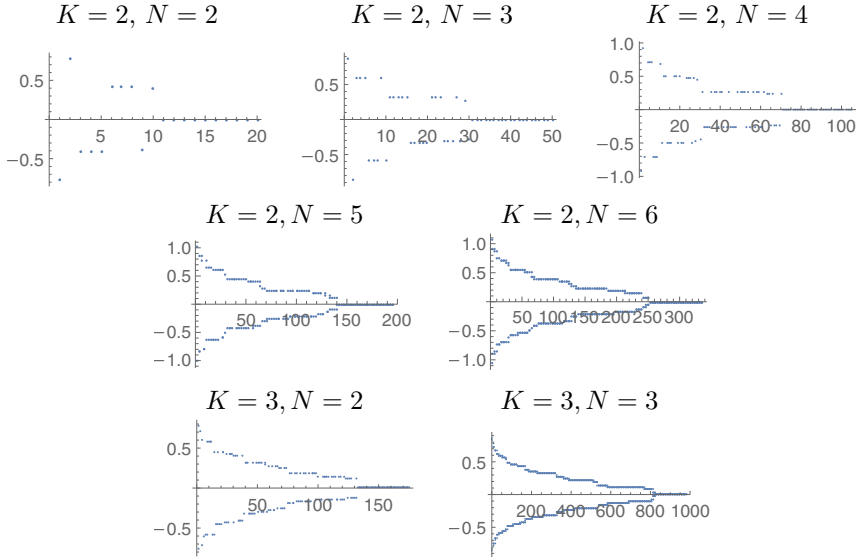 K = 2, N = 2
K = 2, N = 3
K = 2, N = 4
0.5
−0.5
5 10 15 20
0.5
−0.5
10 20 30 40 50
1.0
0.5
−0.5
−1.0
20 40 60 80 100
K = 2, N = 5
K = 2, N = 6
1.0
0.5
−0.5
−1.0
50 100 150 200
1.0
0.5
−0.5
−1.0
50 100 150 200 250 300
K = 3, N = 2
K = 3, N = 3
0.5
−0.5
50 100 150
0.5
−0.5
200 400 600 800 1000